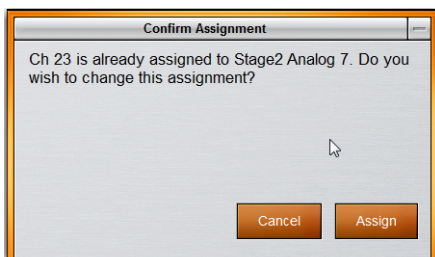 Confirm Assignment
Ch 23 is already assigned to Stage2 Analog 7. Do you
wish to change this assignment?
Cancel Assign